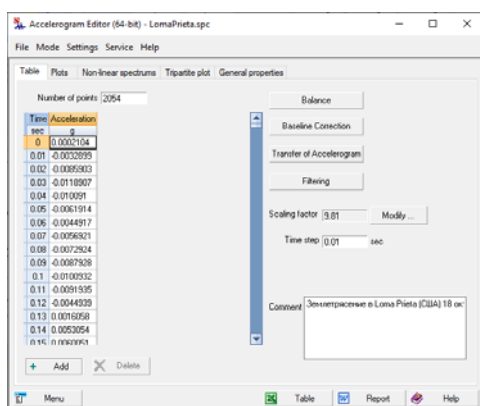 Accelerogram Editor (64-bit) - LomaPrieta.spc
File Mode Settings Service Help
Table Plots Non-linear spectrums Tripartite plot General properties
Number of points 2054
Balance
Baseline Correction
Transfer of Accelerogram
Filtering
Scaling factor 9.81 Modify ...
Time step 0.01 sec
Time Acceleration
sec g
0 0.0002104
0.01 -0.0032899
0.02 -0.0085903
0.03 -0.0118907
0.04 -0.010091
0.05 -0.0061914
0.06 -0.0044917
0.07 -0.0056921
0.08 -0.0072924
0.09 -0.0087928
0.1 -0.0100932
0.11 -0.0091935
0.12 -0.0044939
0.13 0.0016058
0.14 0.0053054
0.15 0.0060051
Comment Землетрясение в Loma Prieta (США) 18 ок
Add Delete
Menu Table Report Help